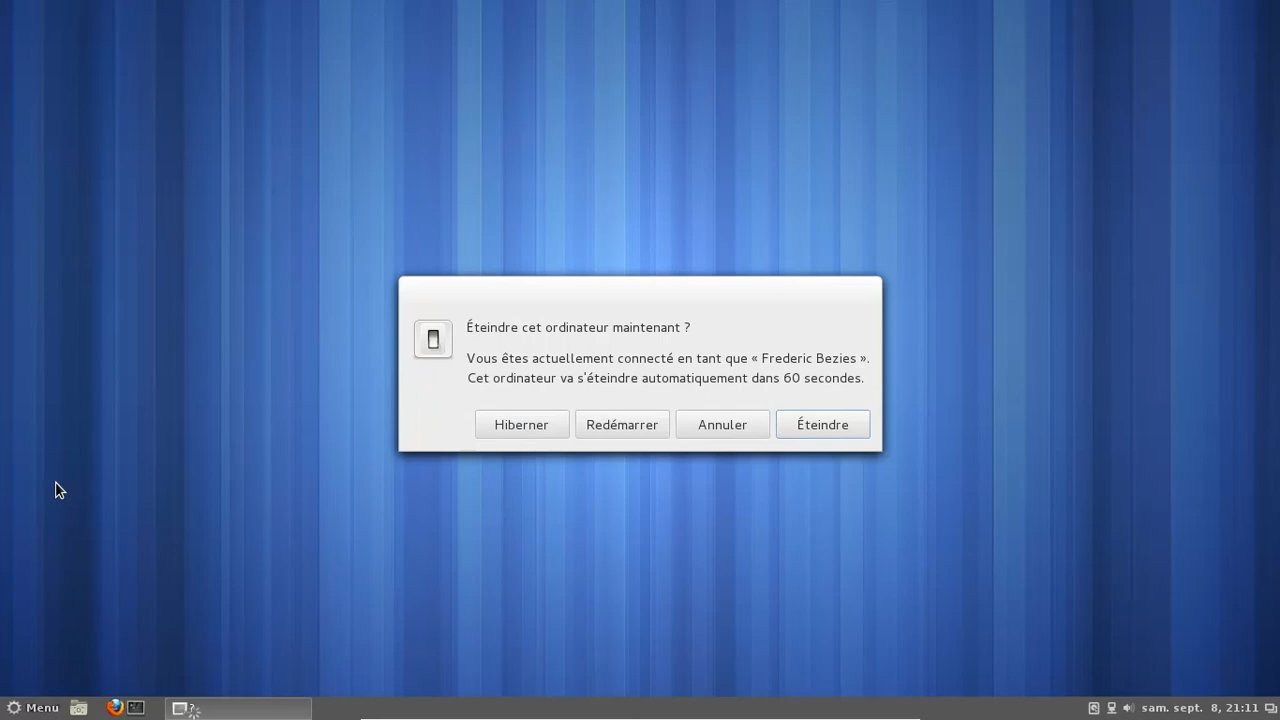 Éteindre cet ordinateur maintenant ?
Vous êtes actuellement connecté en tant que « Frederic Bezies ».
Cet ordinateur va s'éteindre automatiquement dans 60 secondes.
Hiberner Redémarrer Annuler Éteindre
Menu ? sam. sept. 8, 21:11